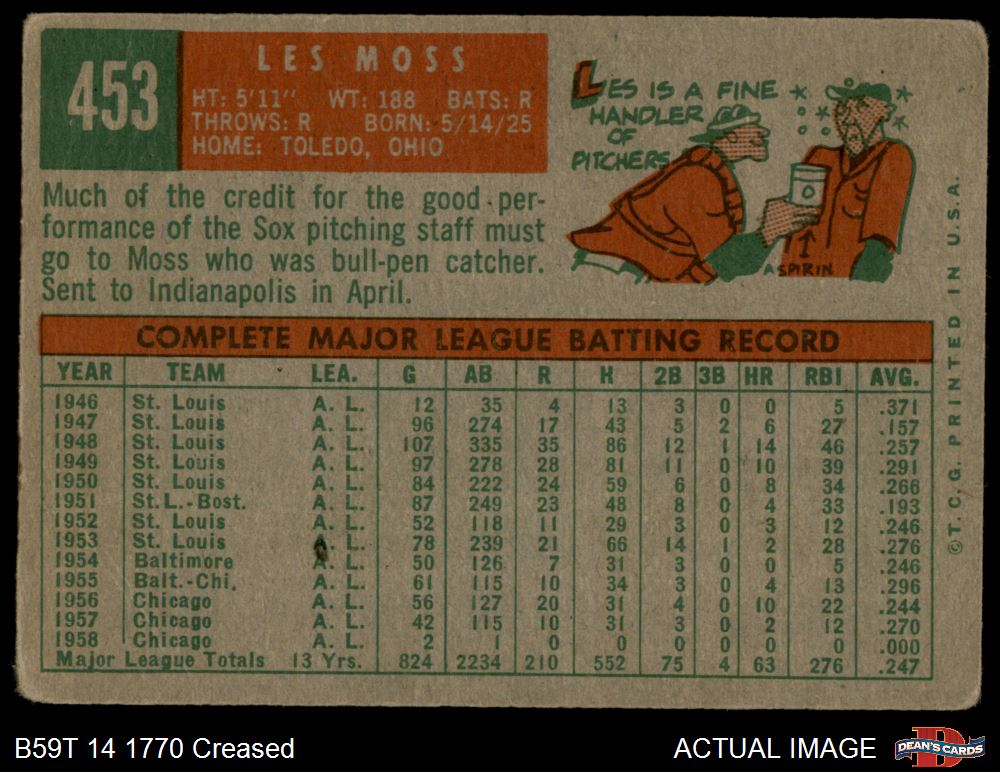 453
LES MOSS
HT: 5'11" WT: 188 BATS: R
THROWS: R BORN: 5/14/25
HOME: TOLEDO, OHIO
LES IS A FINE
HANDLER
OF
PITCHERS
ASPIRIN
Much of the credit for the good per-
formance of the Sox pitching staff must
go to Moss who was bull-pen catcher.
Sent to Indianapolis in April.
COMPLETE MAJOR LEAGUE BATTING RECORD
YEAR TEAM LEA. G AB R H 2B 3B HR RBI AVG.
1946 St. Louis A. L. 12 35 4 13 3 0 0 5 .371
1947 St. Louis A. L. 96 274 17 43 5 2 6 27 .157
1948 St. Louis A. L. 107 335 35 86 12 1 14 46 .257
1949 St. Louis A. L. 97 278 28 81 11 0 10 39 .291
1950 St. Louis A. L. 84 222 24 59 6 0 8 34 .266
1951 St.L.-Bost. A. L. 87 249 23 48 8 0 4 33 .193
1952 St. Louis A. L. 52 118 11 29 3 0 3 12 .246
1953 St. Louis A. L. 78 239 21 66 14 1 2 28 .276
1954 Baltimore A. L. 50 126 7 31 3 0 0 5 .246
1955 Balt.-Chi. A. L. 61 115 10 34 3 0 4 13 .296
1956 Chicago A. L. 56 127 20 31 4 0 10 22 .244
1957 Chicago A. L. 42 115 10 31 3 0 2 12 .270
1958 Chicago A. L. 2 1 0 0 0 0 0 0 .000
Major League Totals 13 Yrs. 824 2234 210 552 75 4 63 276 .247
© T. C. G. PRINTED IN U. S. A.
B59T 14 1770 Creased
ACTUAL IMAGE
DEAN'S CARDS